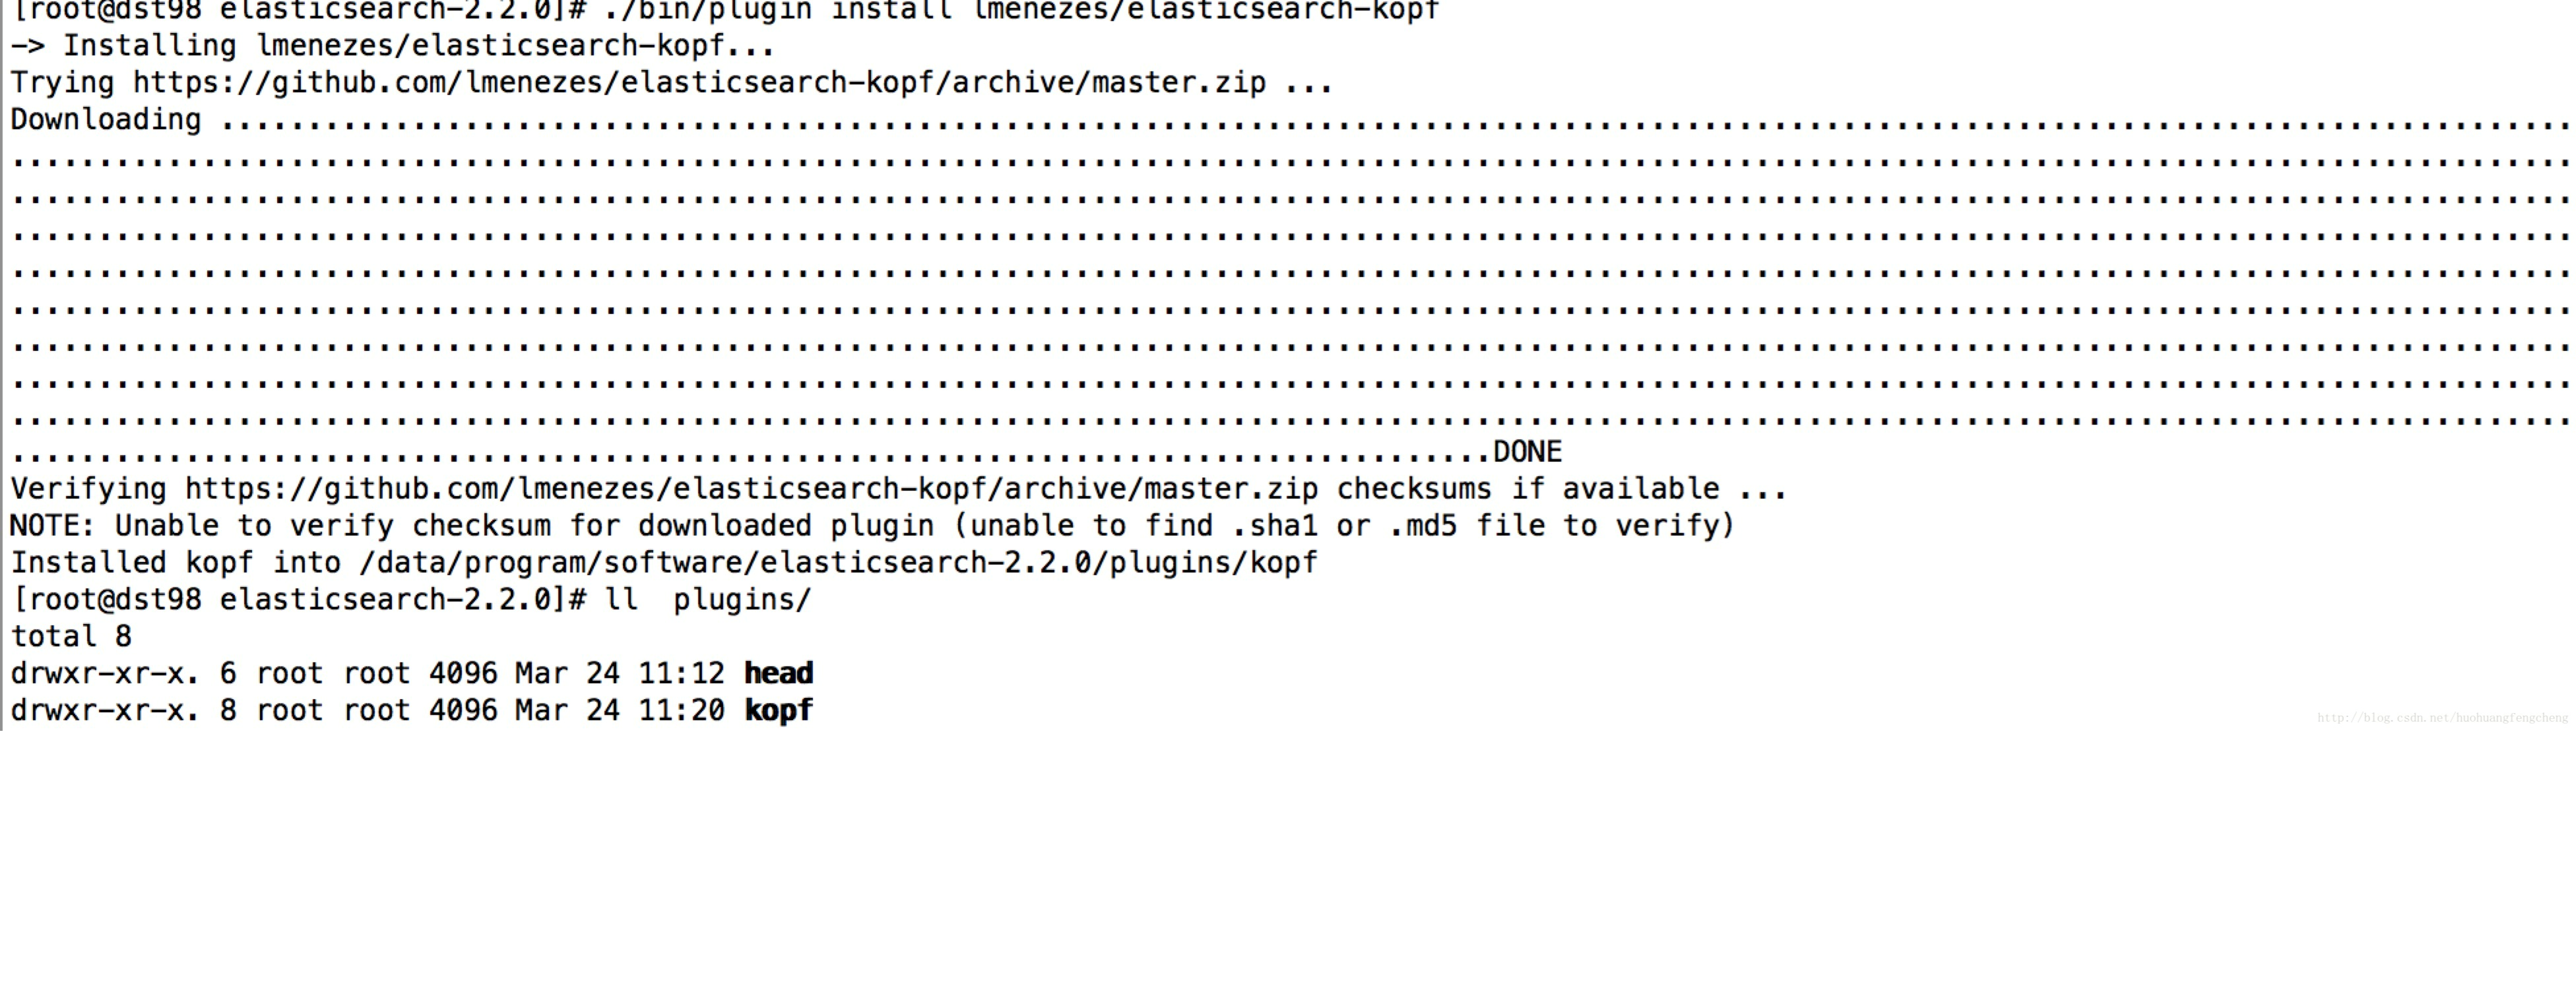 [root@dst98 elasticsearch-2.2.0]# ./bin/plugin install lmenezes/elasticsearch-kopf
-> Installing lmenezes/elasticsearch-kopf...
Trying https://github.com/lmenezes/elasticsearch-kopf/archive/master.zip ...
Downloading ...................................................................................................................................
...................................................................................................................................................
...................................................................................................................................................
...................................................................................................................................................
...................................................................................................................................................
...................................................................................................................................................
...................................................................................................................................................
...................................................................................................................................................
...................................................................................................................................................
.....................................................................................DONE
Verifying https://github.com/lmenezes/elasticsearch-kopf/archive/master.zip checksums if available ...
NOTE: Unable to verify checksum for downloaded plugin (unable to find .sha1 or .md5 file to verify)
Installed kopf into /data/program/software/elasticsearch-2.2.0/plugins/kopf
[root@dst98 elasticsearch-2.2.0]# ll  plugins/
total 8
drwxr-xr-x. 6 root root 4096 Mar 24 11:12 head
drwxr-xr-x. 8 root root 4096 Mar 24 11:20 kopf
http://blog.csdn.net/huohuangfengcheng